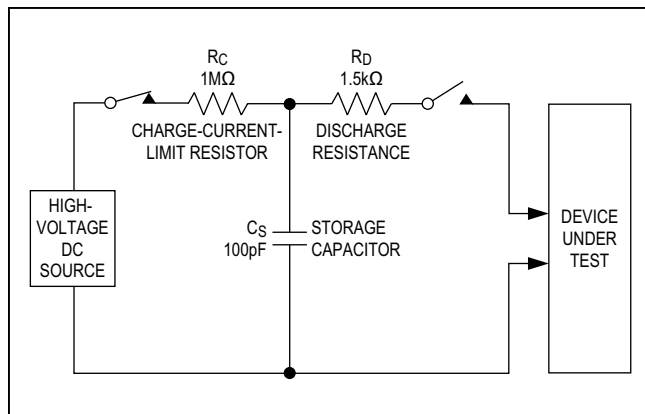 RC
1MΩ
CHARGE-CURRENT-
LIMIT RESISTOR
RD
1.5kΩ
DISCHARGE
RESISTANCE
HIGH-
VOLTAGE
DC
SOURCE
CS
100pF
STORAGE
CAPACITOR
DEVICE
UNDER
TEST